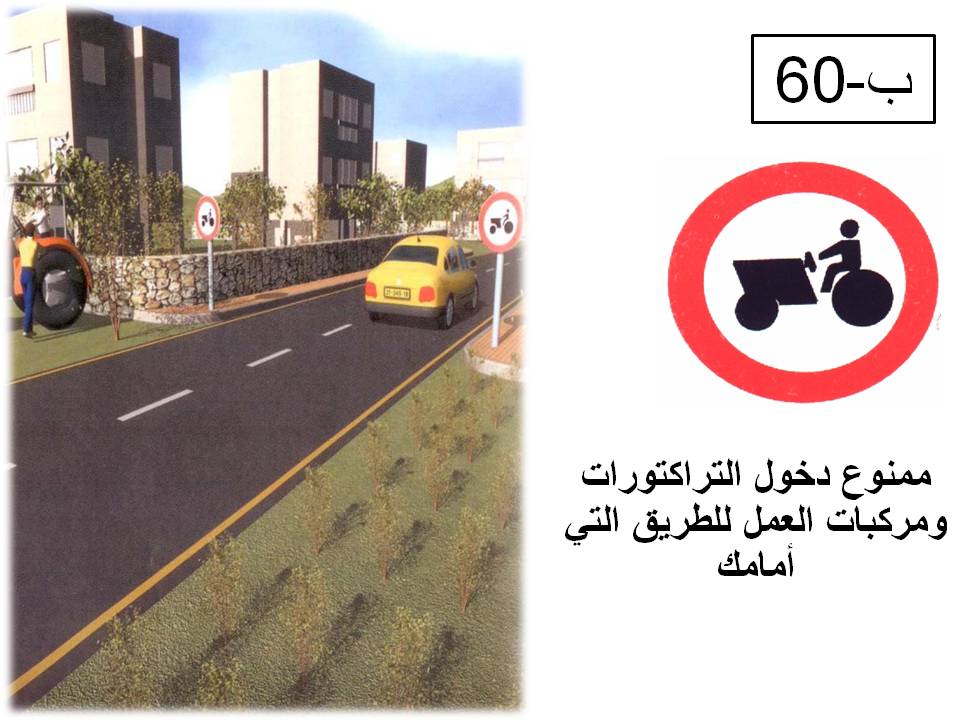 ب-60
ممنوع دخول التراكتورات
ومركبات العمل للطريق التي
أمامك